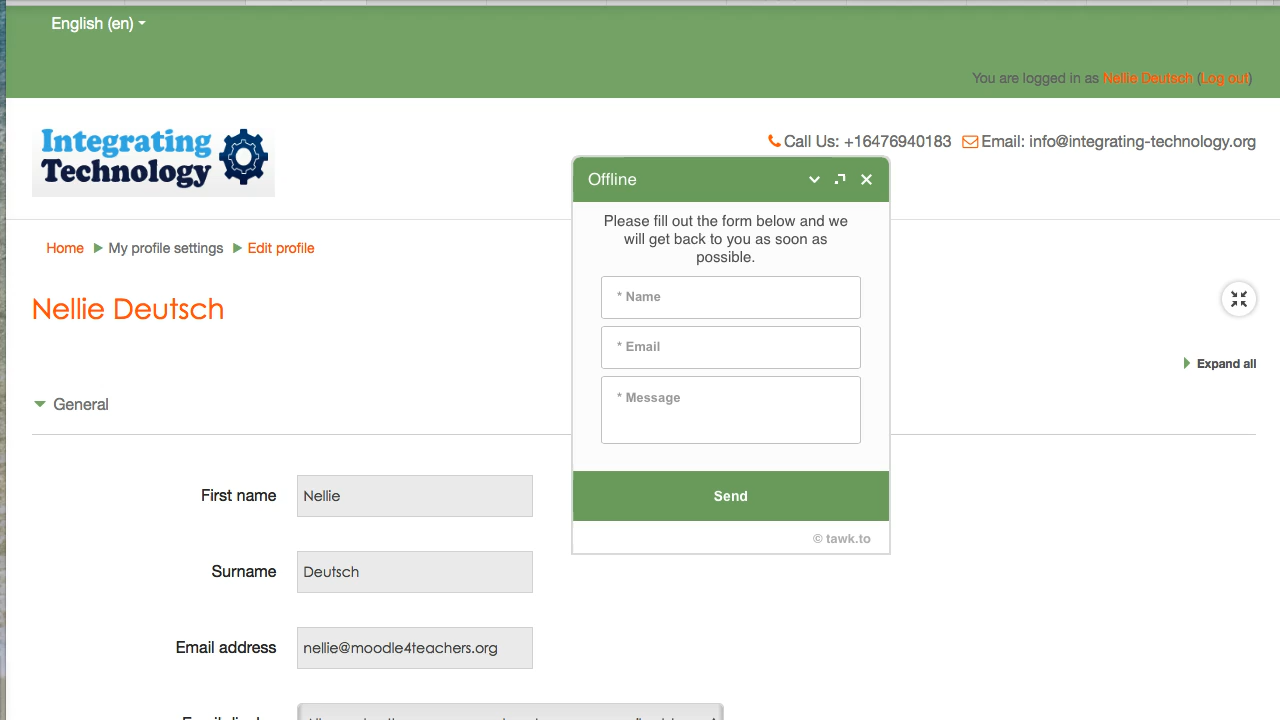 English (en)
You are logged in as Nellie Deutsch (Log out)
Integrating
Technology
Call Us: +16476940183 Email: info@integrating-technology.org
Offline
Please fill out the form below and we
will get back to you as soon as
possible.
* Name
* Email
* Message
Send
© tawk.to
Home My profile settings Edit profile
Nellie Deutsch
Expand all
General
First name Nellie
Surname Deutsch
Email address nellie@moodle4teachers.org